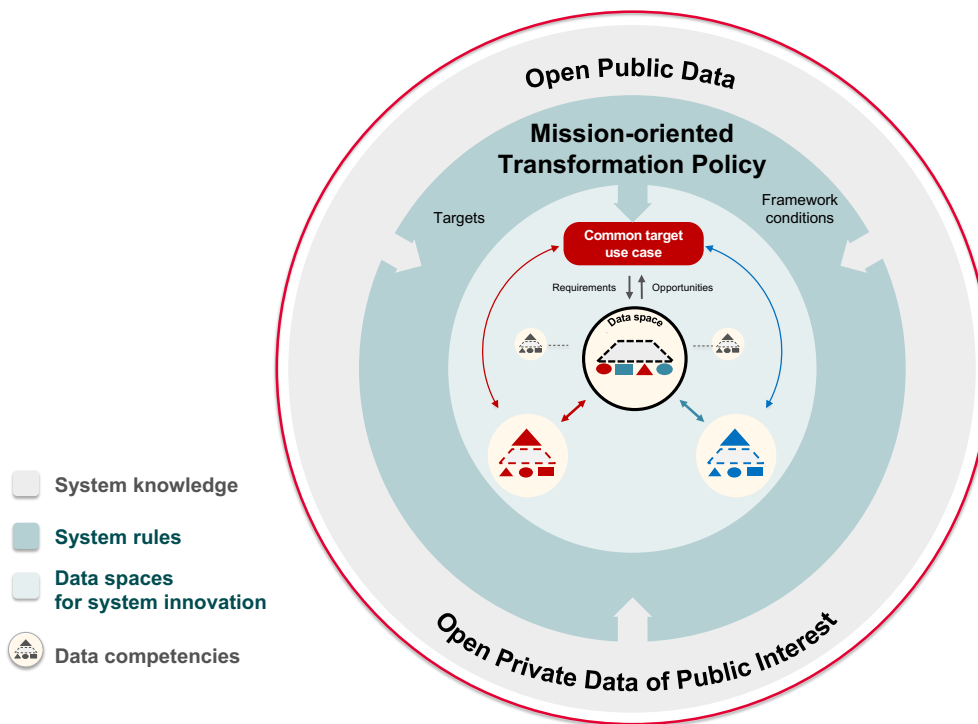 Open Public Data
Mission-oriented
Transformation Policy
Targets
Framework
conditions
Common target
use case
Requirements
Opportunities
Data space
System knowledge
System rules
Data spaces
for system innovation
Data competencies
Open Private Data of Public Interest